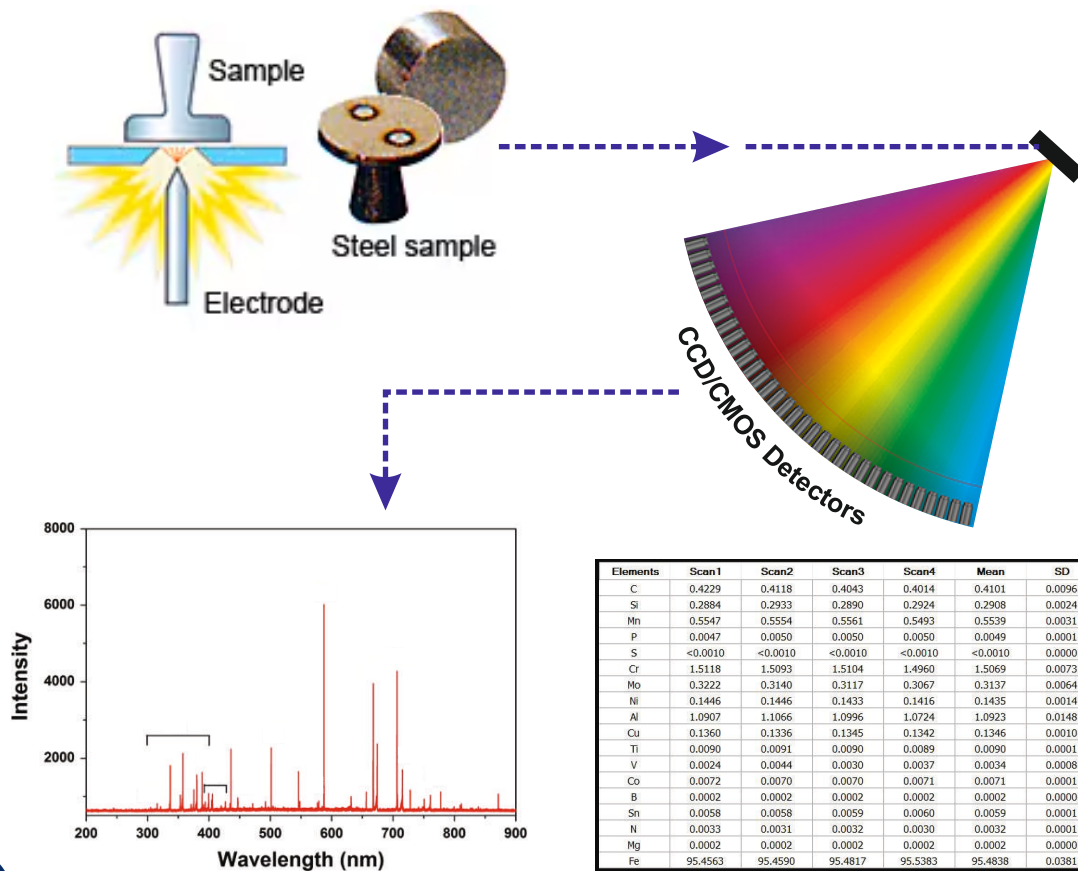 Sample
Steel sample
Electrode
CCD/CMOS Detectors
8000
6000
4000
2000
Intensity
200 300 400 500 600 700 800 900
Wavelength (nm)
Elements Scan1 Scan2 Scan3 Scan4 Mean SD
C 0.4229 0.4118 0.4043 0.4014 0.4101 0.0096
Si 0.2884 0.2933 0.2890 0.2924 0.2908 0.0024
Mn 0.5547 0.5554 0.5561 0.5493 0.5539 0.0031
P 0.0047 0.0050 0.0050 0.0050 0.0049 0.0001
S <0.0010 <0.0010 <0.0010 <0.0010 <0.0010 0.0000
Cr 1.5118 1.5093 1.5104 1.4960 1.5069 0.0073
Mo 0.3222 0.3140 0.3117 0.3067 0.3137 0.0064
Ni 0.1446 0.1446 0.1433 0.1416 0.1435 0.0014
Al 1.0907 1.1066 1.0996 1.0724 1.0923 0.0148
Cu 0.1360 0.1336 0.1345 0.1342 0.1346 0.0010
Ti 0.0090 0.0091 0.0090 0.0089 0.0090 0.0001
V 0.0024 0.0044 0.0030 0.0037 0.0034 0.0008
Co 0.0072 0.0070 0.0070 0.0071 0.0071 0.0001
B 0.0002 0.0002 0.0002 0.0002 0.0002 0.0000
Sn 0.0058 0.0058 0.0059 0.0060 0.0059 0.0001
N 0.0033 0.0031 0.0032 0.0030 0.0032 0.0001
Mg 0.0002 0.0002 0.0002 0.0002 0.0002 0.0000
Fe 95.4563 95.4590 95.4817 95.5383 95.4838 0.0381